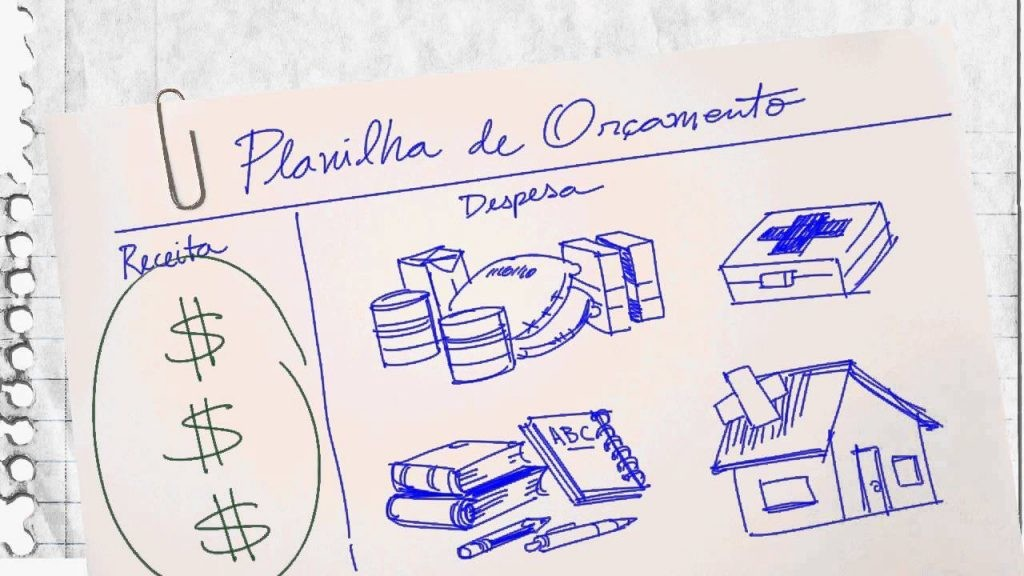 Planilha de Orçamento
Despesa
Receita
$
$
$
ABC